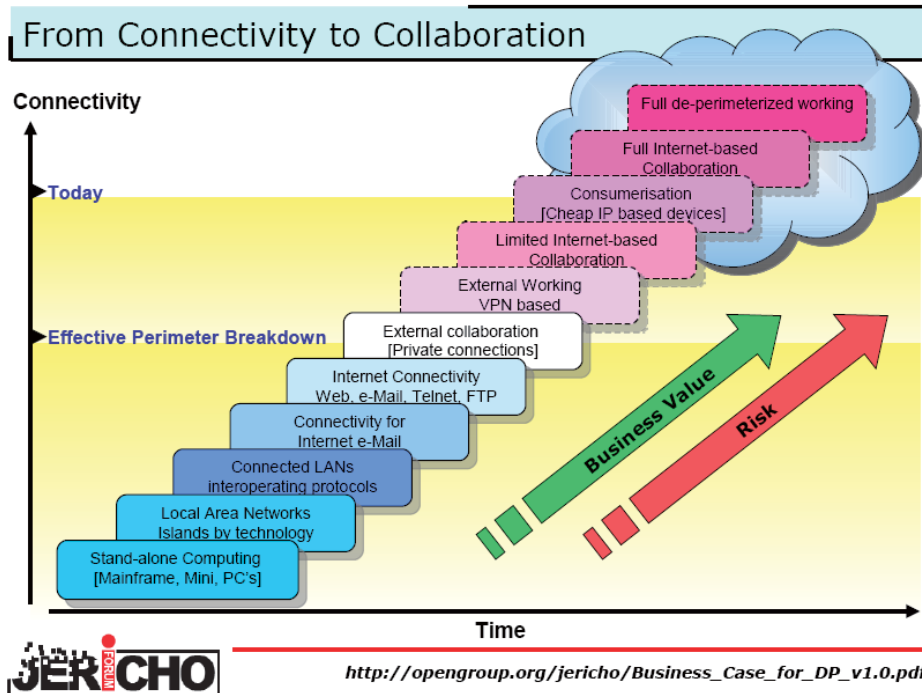 From Connectivity to Collaboration
Connectivity
Full de-perimeterized working
Full Internet-based
Collaboration
Today
Consumerisation
[Cheap IP based devices]
Limited Internet-based
Collaboration
External Working
VPN based
Effective Perimeter Breakdown
External collaboration
[Private connections]
Internet Connectivity
Web, e-Mail, Telnet, FTP
Connectivity for
Internet e-Mail
Connected LANs
interoperating protocols
Local Area Networks
Islands by technology
Stand-alone Computing
[Mainframe, Mini, PC's]
Business Value
Risk
Time
JERiCHO
FORUM
http://opengroup.org/jericho/Business_Case_for_DP_v1.0.pdf